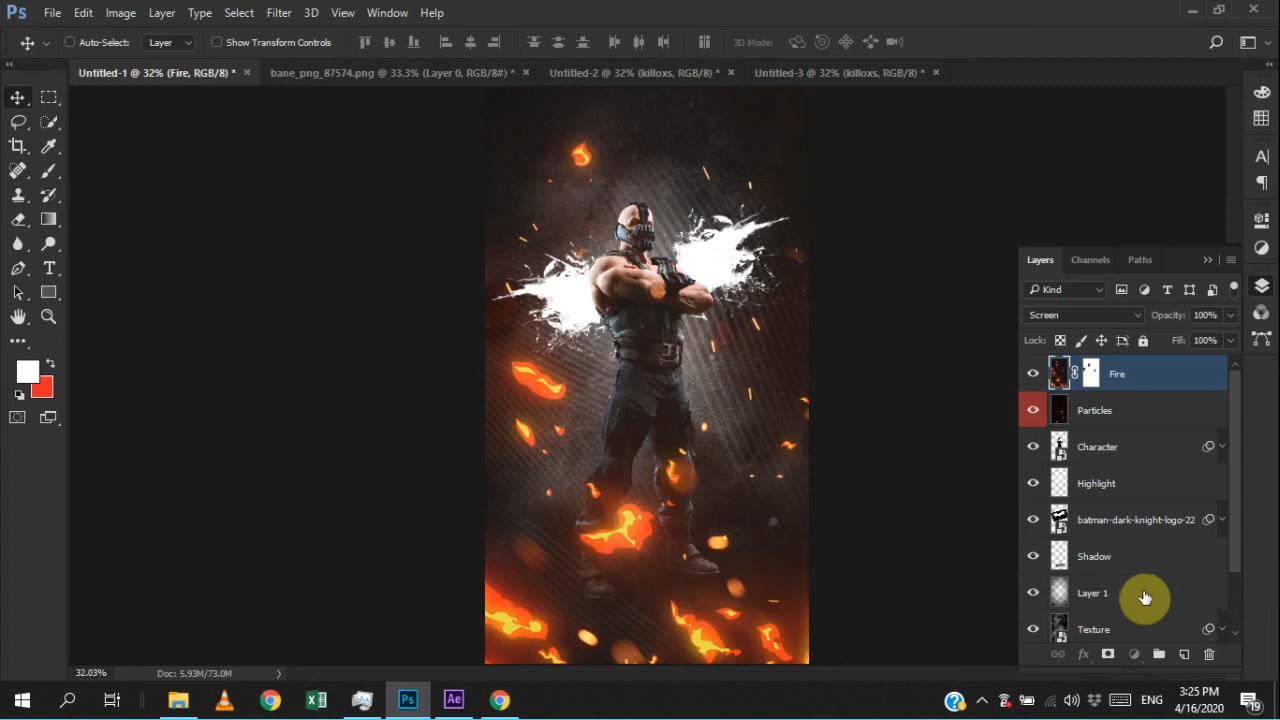 Ps File Edit Image Layer Type Select Filter 3D View Window Help
Auto-Select: Layer Show Transform Controls 3D Mode:
Untitled-1 @ 32% (Fire, RGB/8) * × bane_png_87574.png @ 33.3% (Layer 0, RGB/8#) * × Untitled-2 @ 32% (killoxs, RGB/8) * × Untitled-3 @ 32% (killoxs, RGB/8) * ×
Layers Channels Paths
Kind
Screen Opacity: 100%
Lock: Fill: 100%
Fire
Particles
Character
Highlight
batman-dark-knight-logo-22
Shadow
Layer 1
Texture
fx
32.03% Doc: 5.93M/73.0M
Ps Ae ENG 3:25 PM
4/16/2020 19